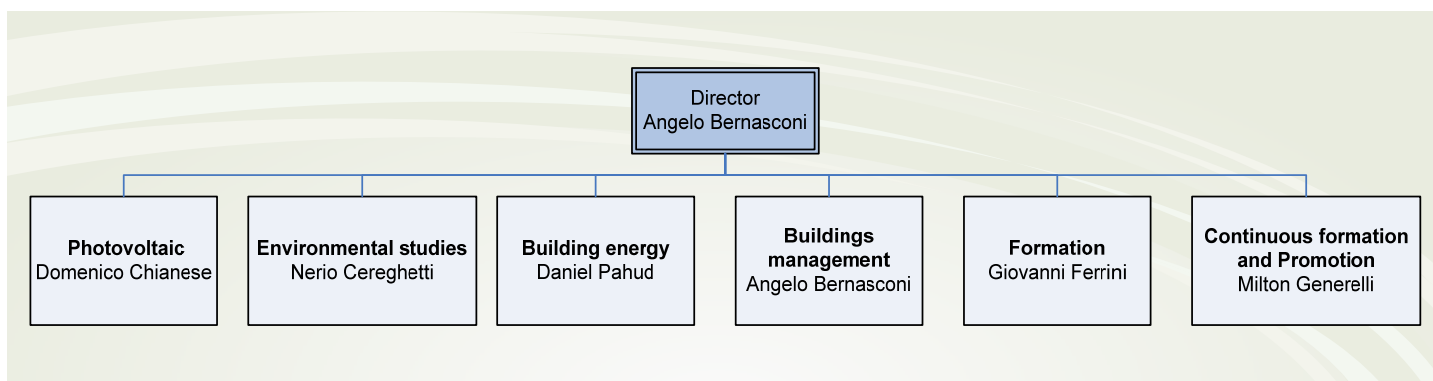 Director
Angelo Bernasconi
Photovoltaic
Domenico Chianese
Environmental studies
Nerio Cereghetti
Building energy
Daniel Pahud
Buildings
management
Angelo Bernasconi
Formation
Giovanni Ferrini
Continuous formation
and Promotion
Milton Generelli